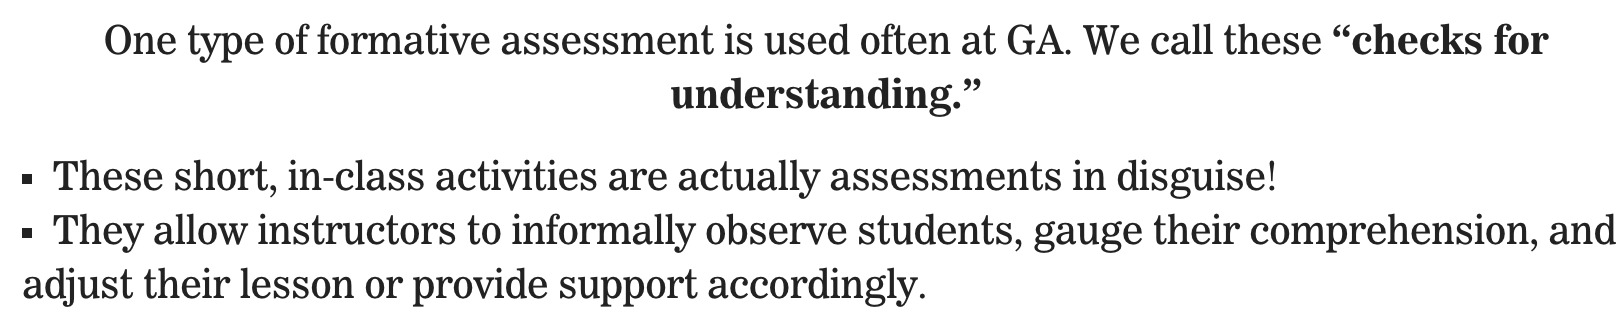 One type of formative assessment is used often at GA. We call these “checks for
understanding.”
▪ These short, in-class activities are actually assessments in disguise!
▪ They allow instructors to informally observe students, gauge their comprehension, and
adjust their lesson or provide support accordingly.